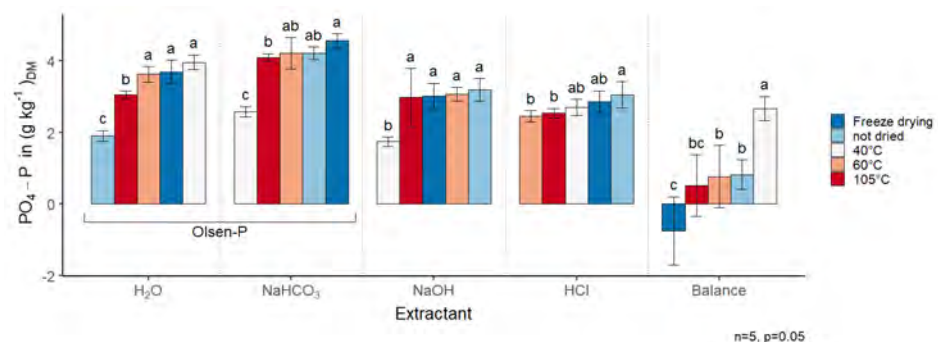 PO₄ – P in (g kg⁻¹)DM
4
2
0
-2
c
b
a
a
a
c
b
ab
ab
a
b
a
a
a
a
b
b
ab
ab
a
c
bc
b
b
a
Olsen-P
H₂O
NaHCO₃
NaOH
HCl
Balance
Extractant
Freeze drying
not dried
40°C
60°C
105°C
n=5, p=0.05